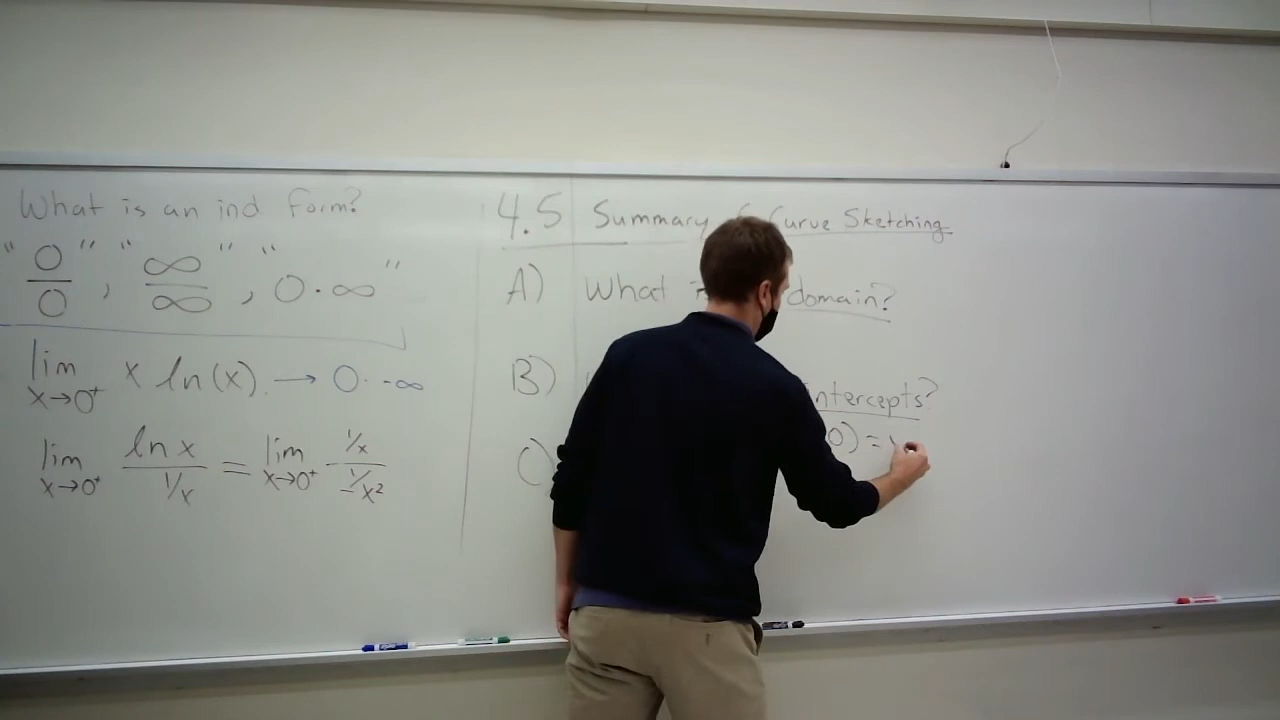 What is an ind form?
" 0/0 ", " ∞/∞ ", " 0·∞ "
lim x→0⁺ x ln(x) → 0·-∞
lim x→0⁺ ln x / 1/x = lim x→0⁺ 1/x / -1/x²
4.5 Summary Curve Sketching
A) What domain?
B) intercepts?
0) =
C)